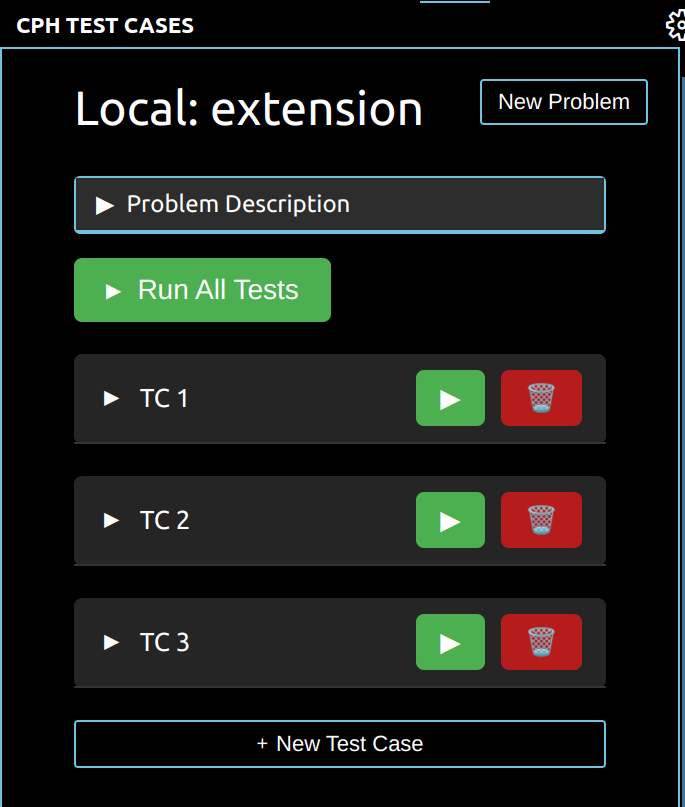 CPH TEST CASES
Local: extension
New Problem
▶ Problem Description
▶ Run All Tests
▶ TC 1
▶ TC 2
▶ TC 3
+ New Test Case